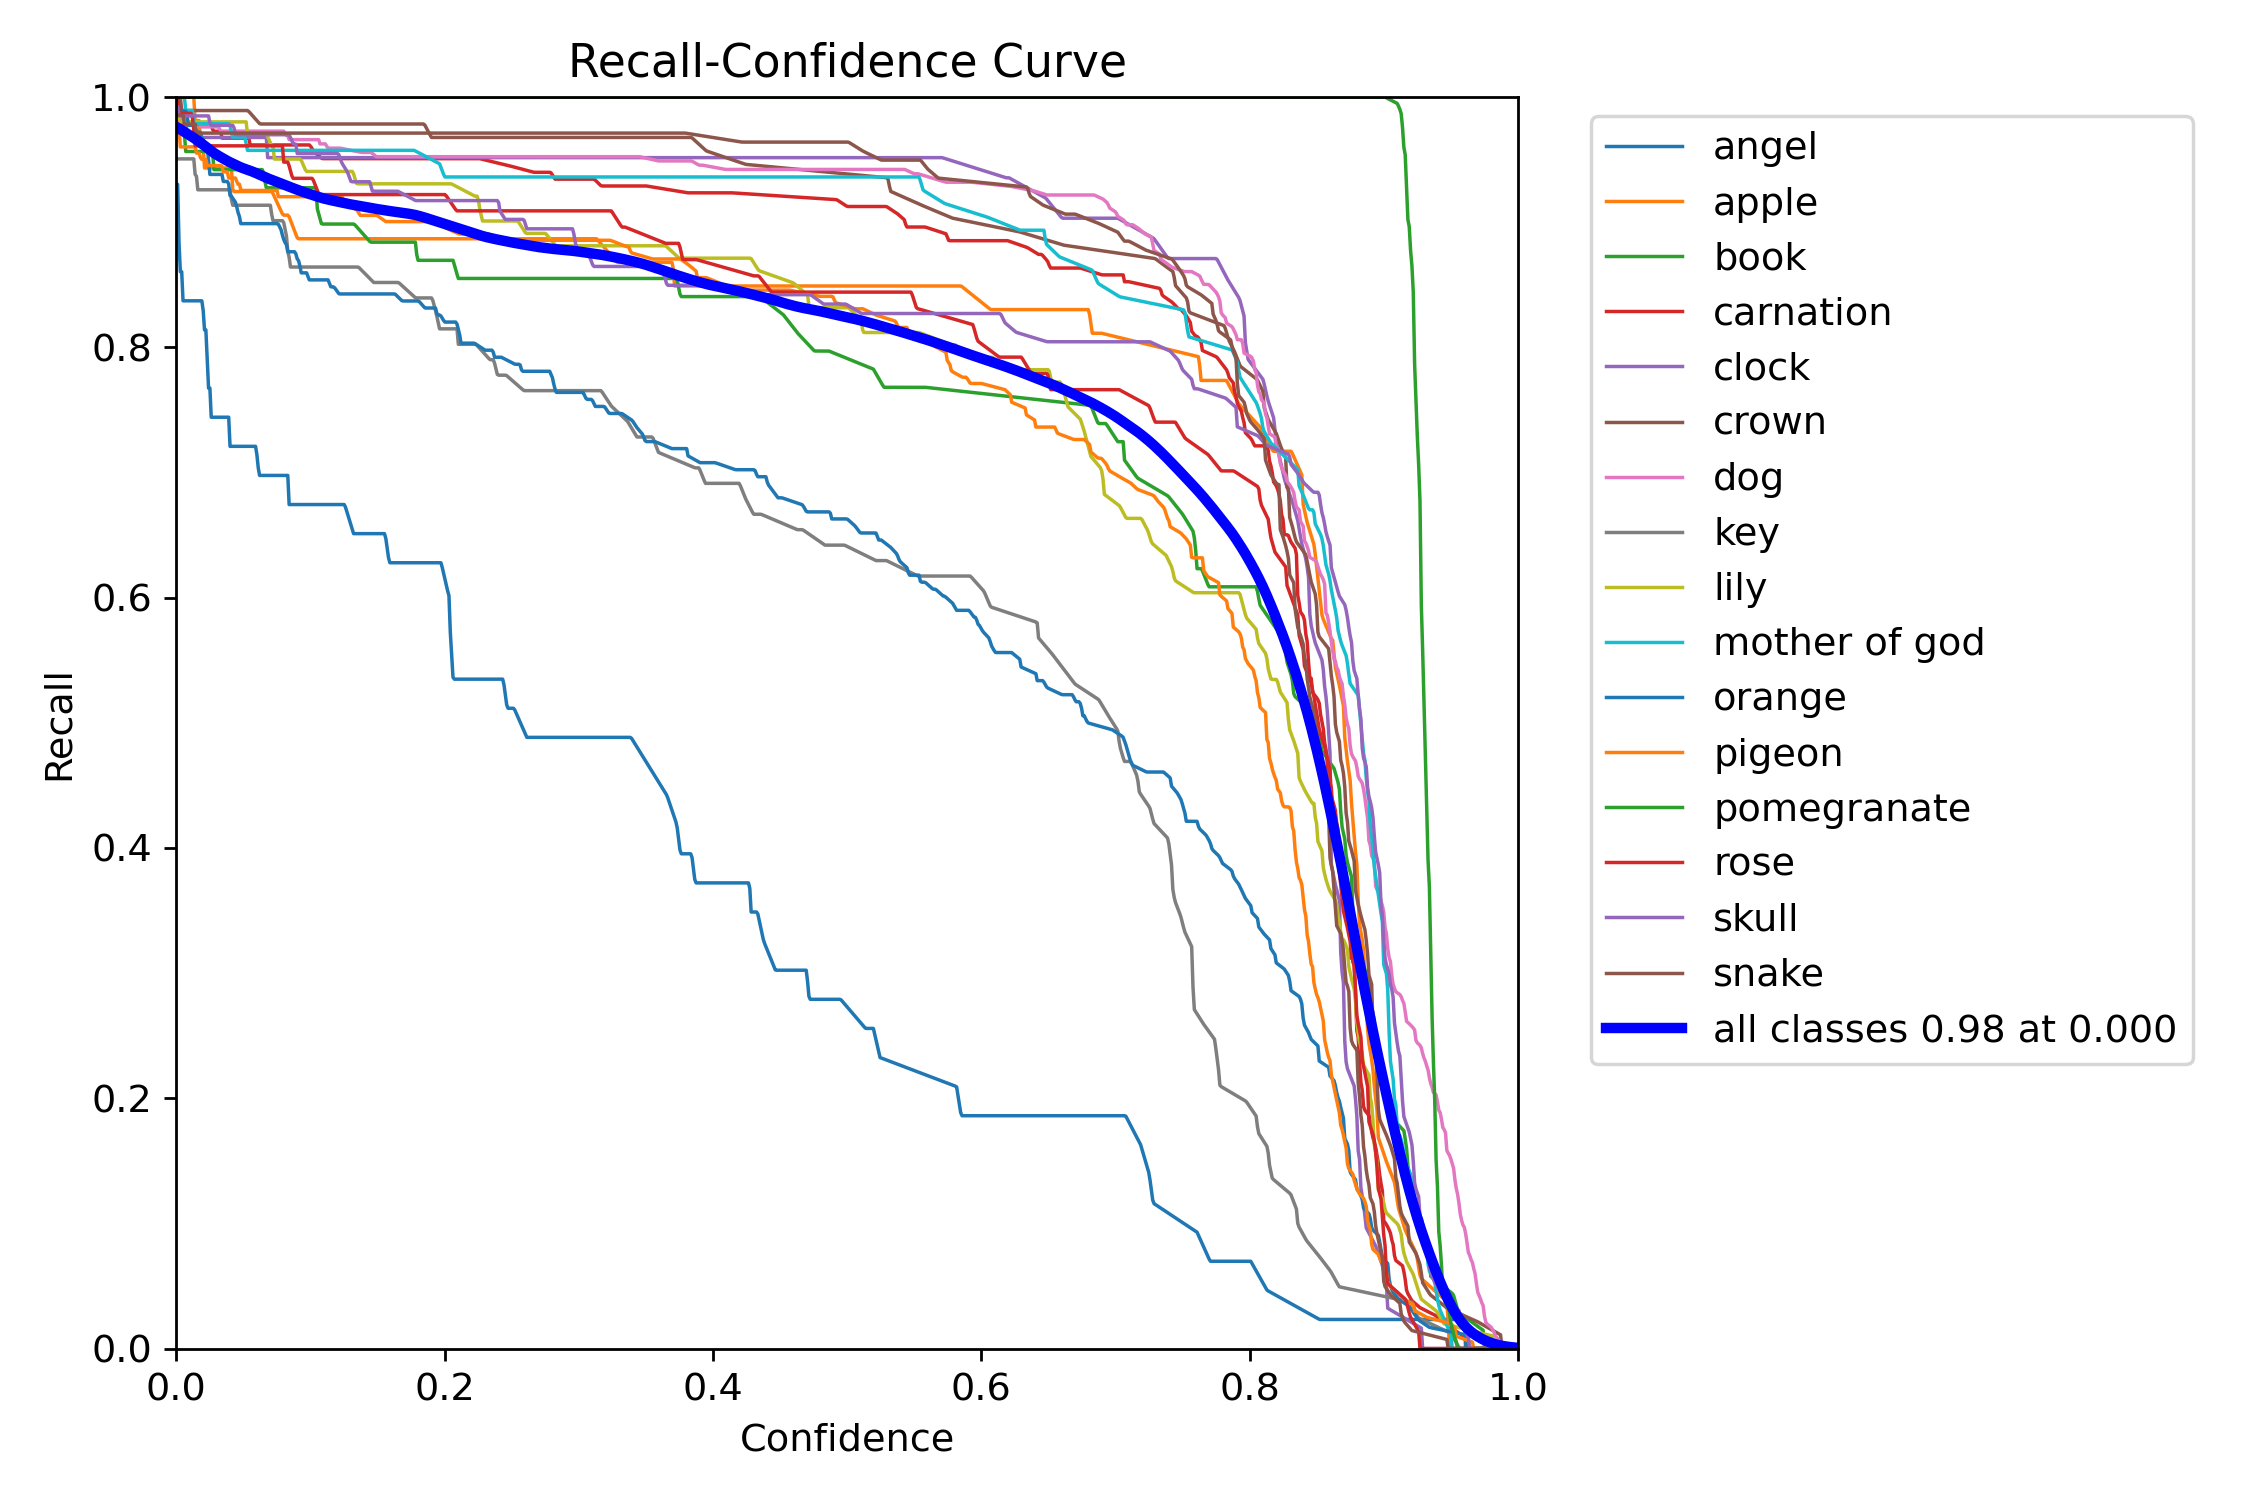 Recall-Confidence Curve
1.0
0.8
0.6
0.4
0.2
0.0
Recall
0.0 0.2 0.4 0.6 0.8 1.0
Confidence
angel
apple
book
carnation
clock
crown
dog
key
lily
mother of god
orange
pigeon
pomegranate
rose
skull
snake
all classes 0.98 at 0.000